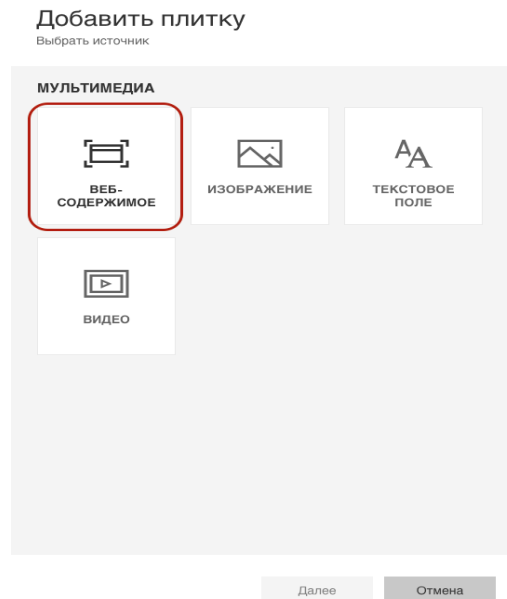 Добавить плитку
Выбрать источник
МУЛЬТИМЕДИА
ВЕБ-
СОДЕРЖИМОЕ
ИЗОБРАЖЕНИЕ
ТЕКСТОВОЕ
ПОЛЕ
ВИДЕО
Далее
Отмена